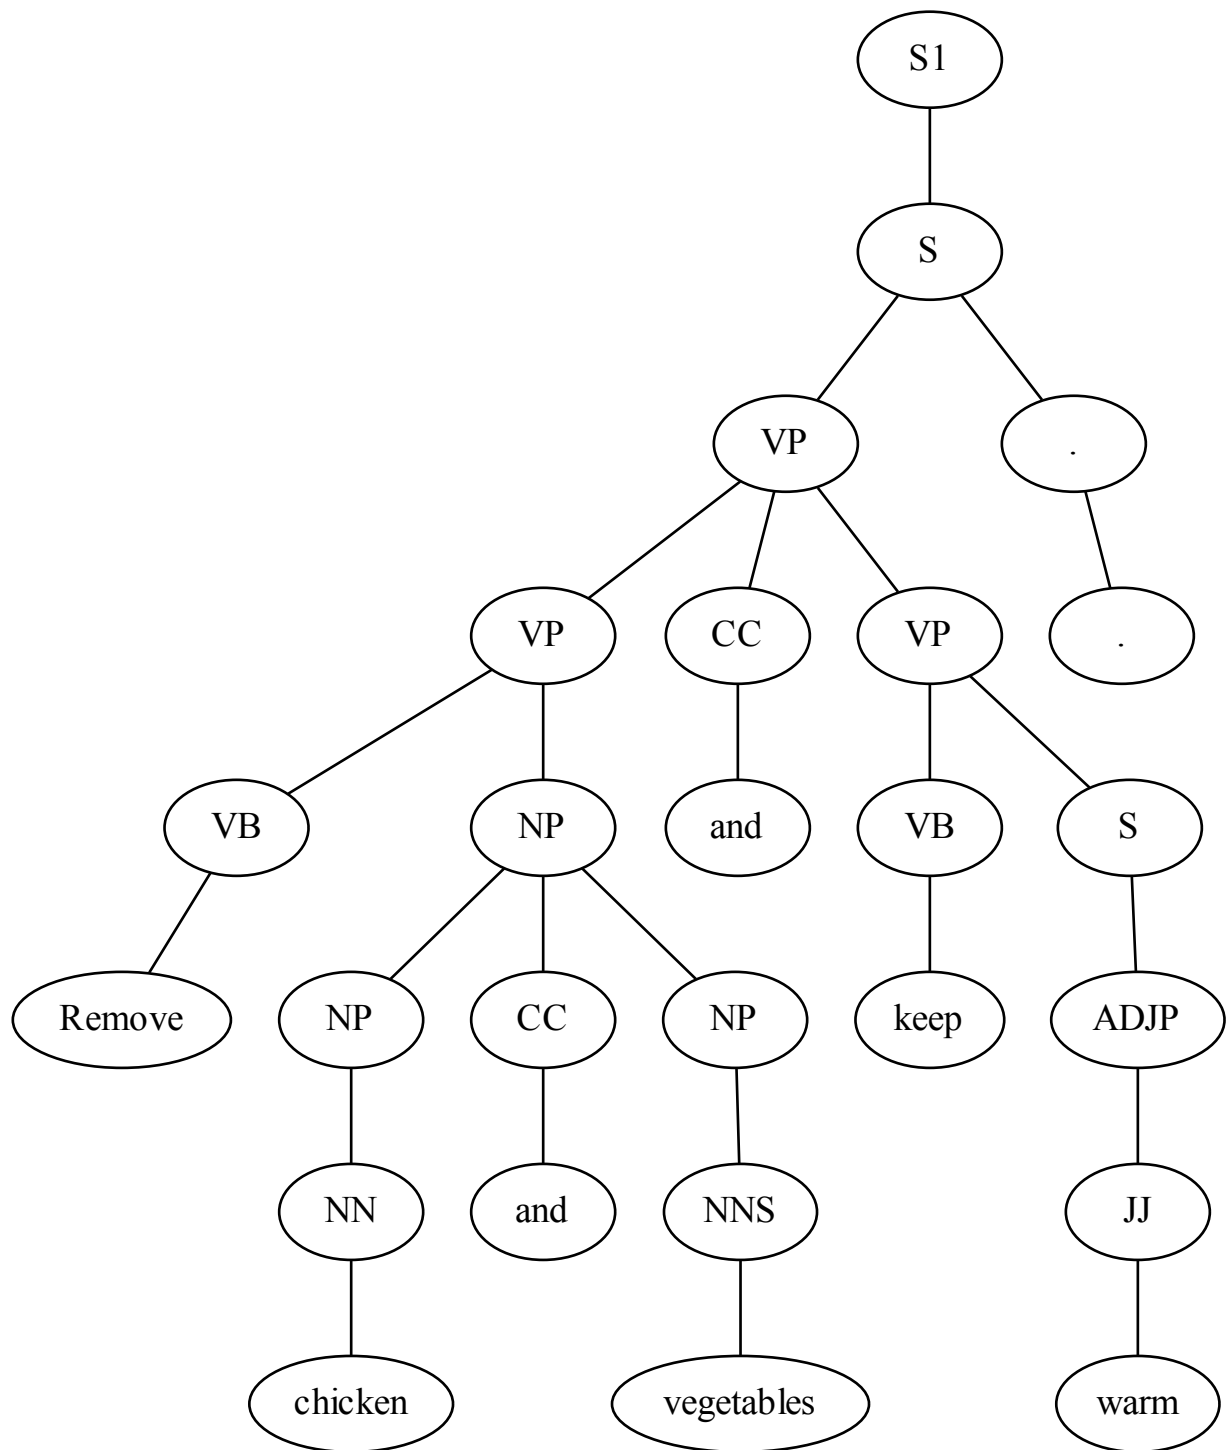 S1
S
VP .
VP CC VP .
VB NP and VB S
Remove NP CC NP keep ADJP
NN and NNS JJ
chicken vegetables warm